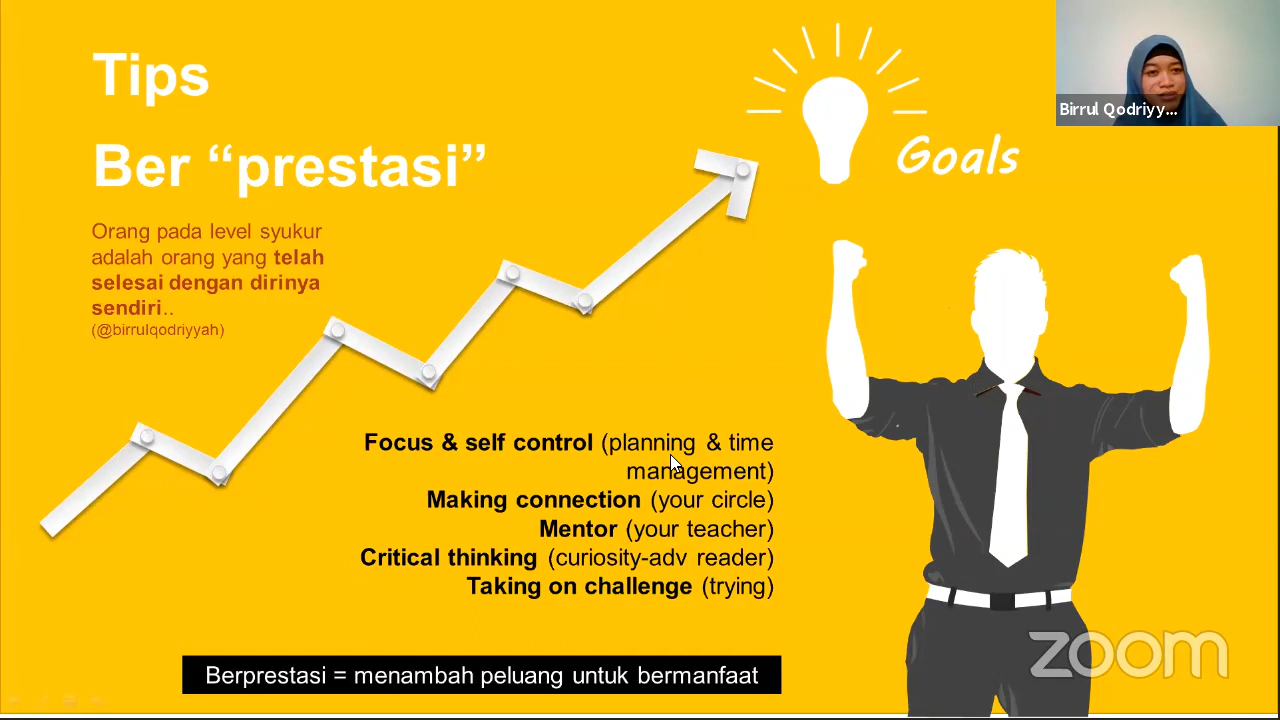 Tips
Ber “prestasi”
Orang pada level syukur
adalah orang yang telah
selesai dengan dirinya
sendiri..
(@birrulqodriyyah)
Goals
Birrul Qodriyy...
Focus & self control (planning & time
management)
Making connection (your circle)
Mentor (your teacher)
Critical thinking (curiosity-adv reader)
Taking on challenge (trying)
Berprestasi = menambah peluang untuk bermanfaat
zoom